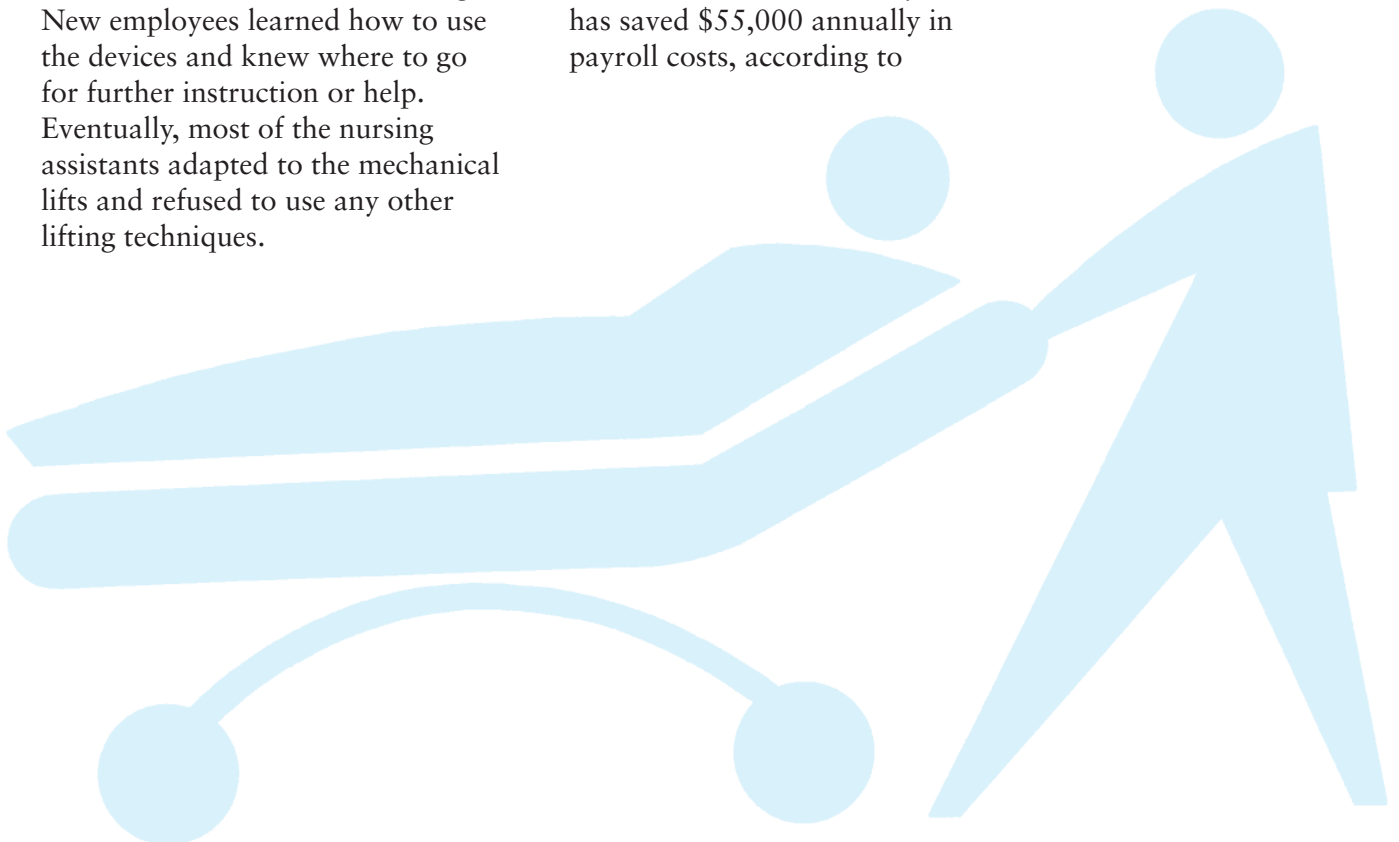 New employees learned how to use
the devices and knew where to go
for further instruction or help.
Eventually, most of the nursing
assistants adapted to the mechanical
lifts and refused to use any other
lifting techniques.
has saved $55,000 annually in
payroll costs, according to